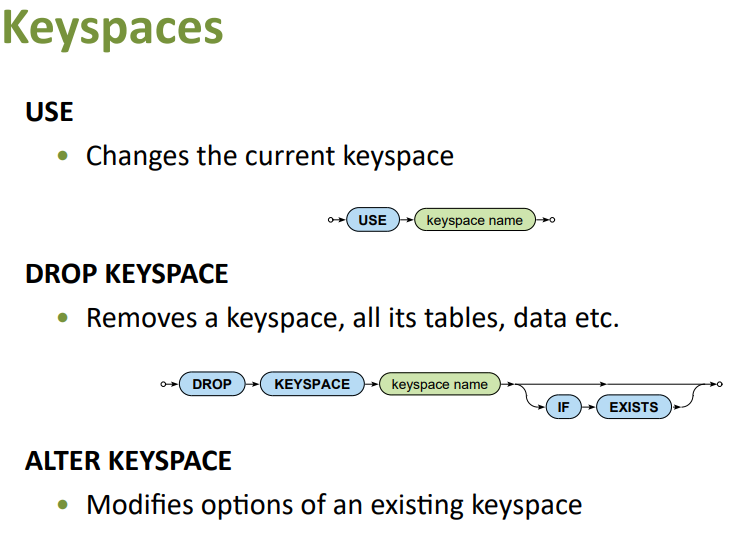 Keyspaces
USE
• Changes the current keyspace
USE keyspace name
DROP KEYSPACE
• Removes a keyspace, all its tables, data etc.
DROP KEYSPACE keyspace name
IF EXISTS
ALTER KEYSPACE
• Modifies options of an existing keyspace